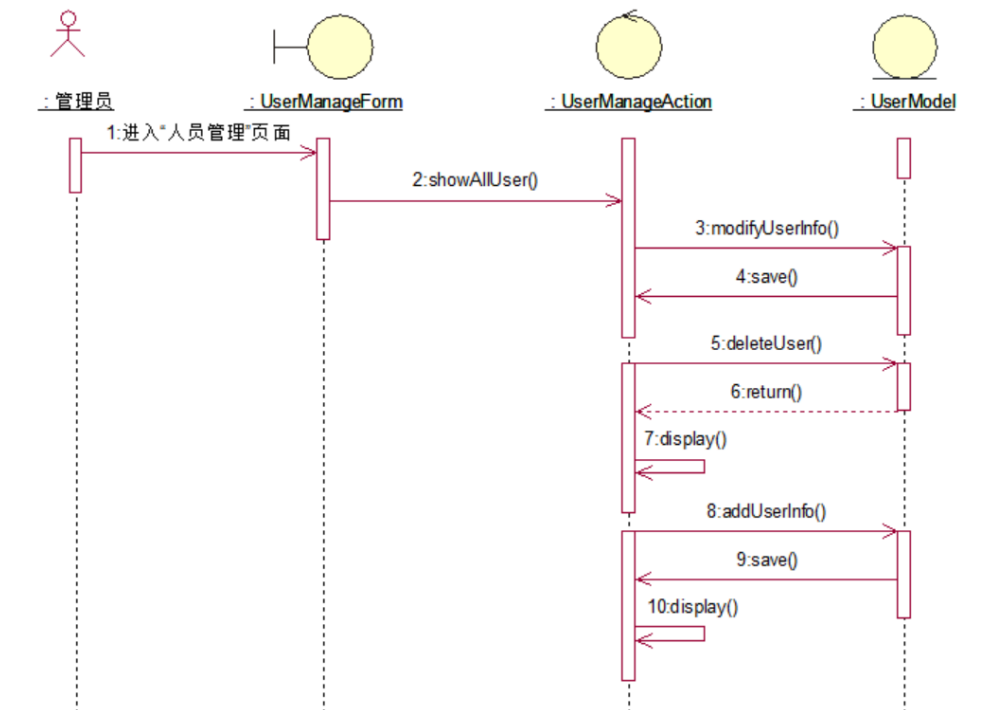 : 管理员
: UserManageForm
: UserManageAction
: UserModel
1:进入“人员管理”页面
2:showAllUser()
3:modifyUserInfo()
4:save()
5:deleteUser()
6:return()
7:display()
8:addUserInfo()
9:save()
10:display()